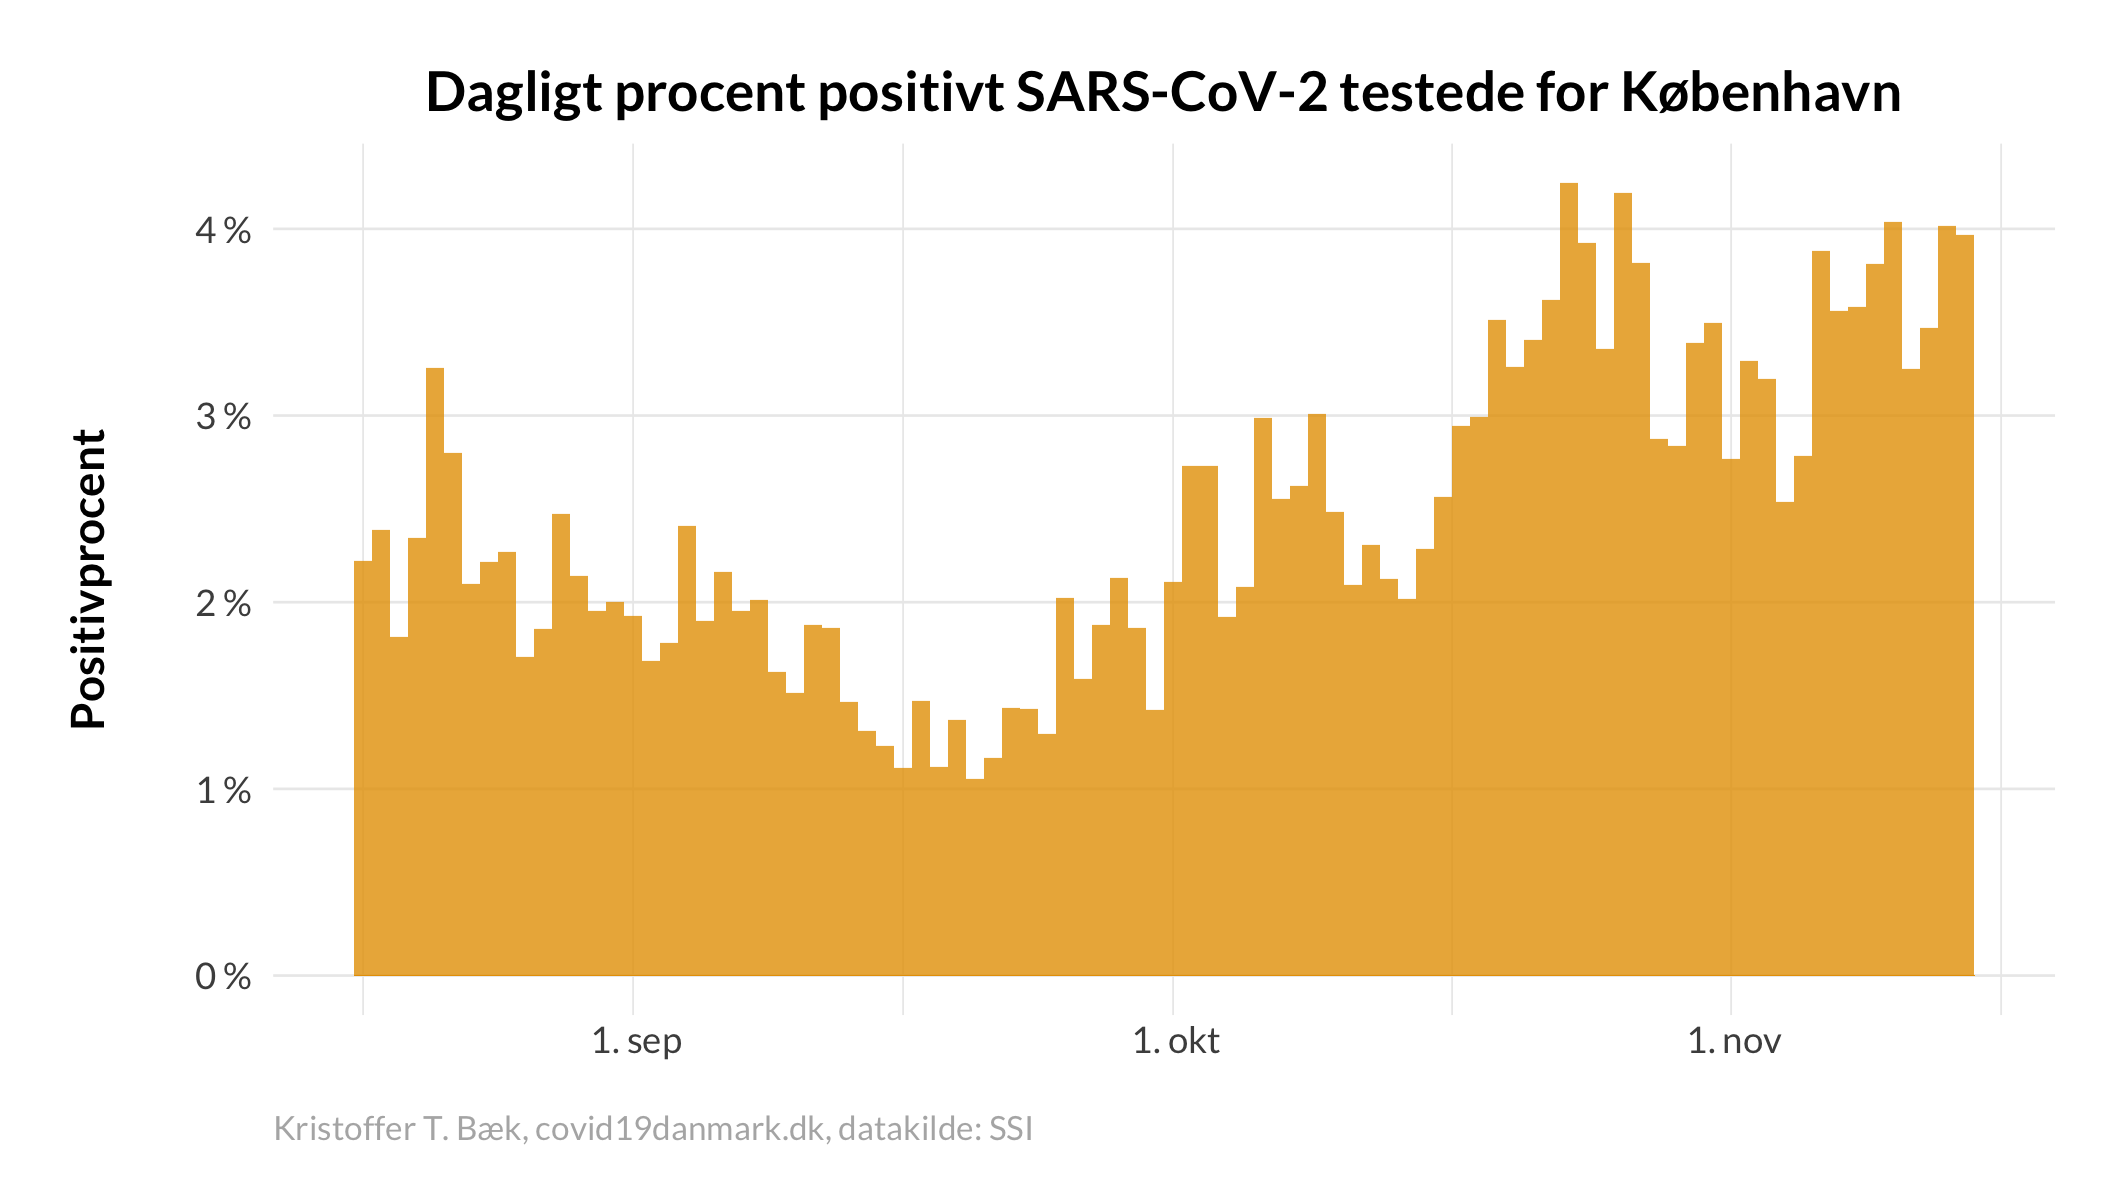 Dagligt procent positivt SARS-CoV-2 testede for København
Positivprocent
4 %
3 %
2 %
1 %
0 %
1. sep
1. okt
1. nov
Kristoffer T. Bæk, covid19danmark.dk, datakilde: SSI